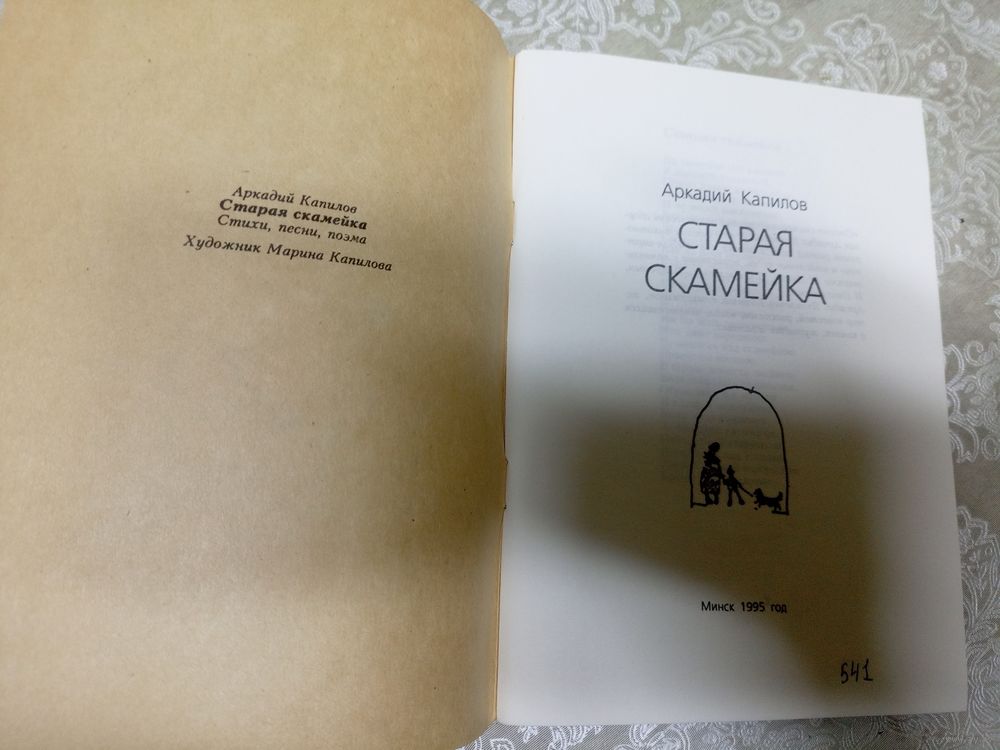 Аркадий Капилов
Старая скамейка
Стихи, песни, поэма
Художник Марина Капилова
Аркадий Капилов
СТАРАЯ
СКАМЕЙКА
Минск 1995 год
541